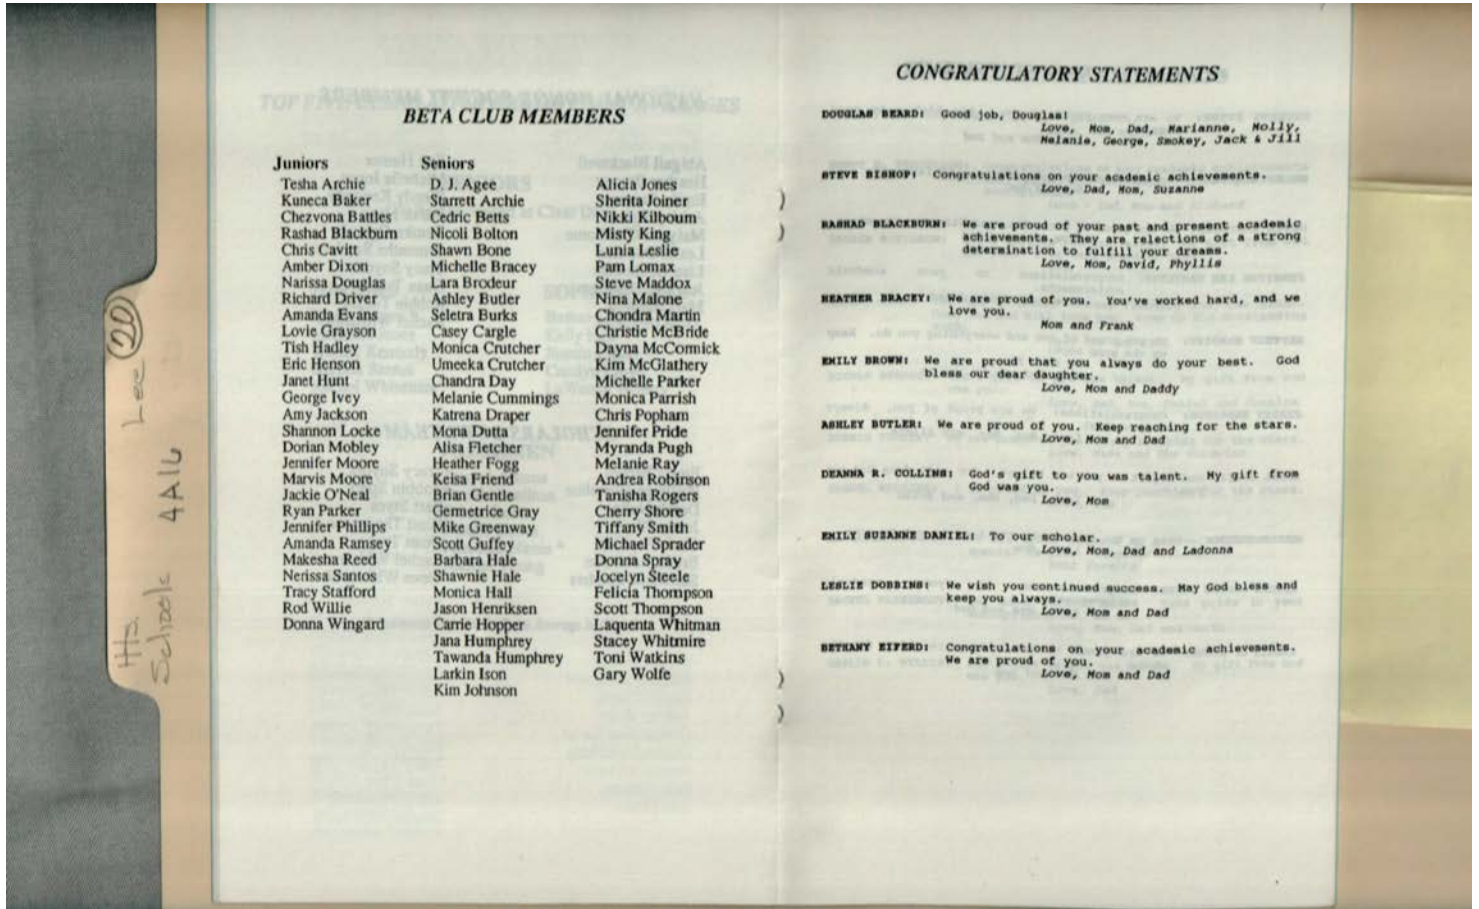 BETA CLUB MEMBERS
Juniors
Tesha Archie
Kuneca Baker
Chezvona Battles
Rashad Blackburn
Chris Cavitt
Amber Dixon
Narissa Douglas
Richard Driver
Amanda Evans
Lovie Grayson
Tish Hadley
Eric Henson
Janet Hunt
George Ivey
Amy Jackson
Shannon Locke
Dorian Mobley
Jennifer Moore
Marvis Moore
Jackie O'Neal
Ryan Parker
Jennifer Phillips
Amanda Ramsey
Makesha Reed
Nerissa Santos
Tracy Stafford
Rod Willie
Donna Wingard
Seniors
D. J. Agee
Starrett Archie
Cedric Betts
Nicoli Bolton
Shawn Bone
Michelle Bracey
Lara Brodeur
Ashley Butler
Seletra Burks
Casey Cargle
Monica Crutcher
Umeeka Crutcher
Chandra Day
Melanie Cummings
Katrena Draper
Mona Dutta
Alisa Fletcher
Heather Fogg
Keisa Friend
Brian Gentle
Germetrice Gray
Mike Greenway
Scott Guffey
Barbara Hale
Shawnie Hale
Monica Hall
Jason Henriksen
Carrie Hopper
Jana Humphrey
Tawanda Humphrey
Larkin Ison
Kim Johnson
Alicia Jones
Sherita Joiner
Nikki Kilbourn
Misty King
Lunia Leslie
Pam Lomax
Steve Maddox
Nina Malone
Chondra Martin
Christie McBride
Dayna McCormick
Kim McGlathery
Michelle Parker
Monica Parrish
Chris Popham
Jennifer Pride
Myranda Pugh
Melanie Ray
Andrea Robinson
Tanisha Rogers
Cherry Shore
Tiffany Smith
Michael Sprader
Donna Spray
Jocelyn Steele
Felicia Thompson
Scott Thompson
Laquenta Whitman
Stacey Whitmire
Toni Watkins
Gary Wolfe
CONGRATULATORY STATEMENTS
DOUGLAS BEARD: Good job, Douglas!
Love, Mom, Dad, Marianne, Molly,
Melanie, George, Smokey, Jack & Jill
STEVE BISHOP: Congratulations on your academic achievements.
Love, Dad, Mom, Suzanne
RASHAD BLACKBURN: We are proud of your past and present academic
achievements. They are relections of a strong
determination to fulfill your dreams.
Love, Mom, David, Phyllis
HEATHER BRACEY: We are proud of you. You've worked hard, and we
love you.
Mom and Frank
EMILY BROWN: We are proud that you always do your best. God
bless our dear daughter.
Love, Mom and Daddy
ASHLEY BUTLER: We are proud of you. Keep reaching for the stars.
Love, Mom and Dad
DEANNA R. COLLINS: God's gift to you was talent. My gift from
God was you.
Love, Mom
EMILY SUZANNE DANIEL: To our scholar.
Love, Mom, Dad and Ladonna
LESLIE DOBBINS: We wish you continued success. May God bless and
keep you always.
Love, Mom and Dad
BETHANY EIFERD: Congratulations on your academic achievements.
We are proud of you.
Love, Mom and Dad
Hts. Lee 20
Schools 4A16